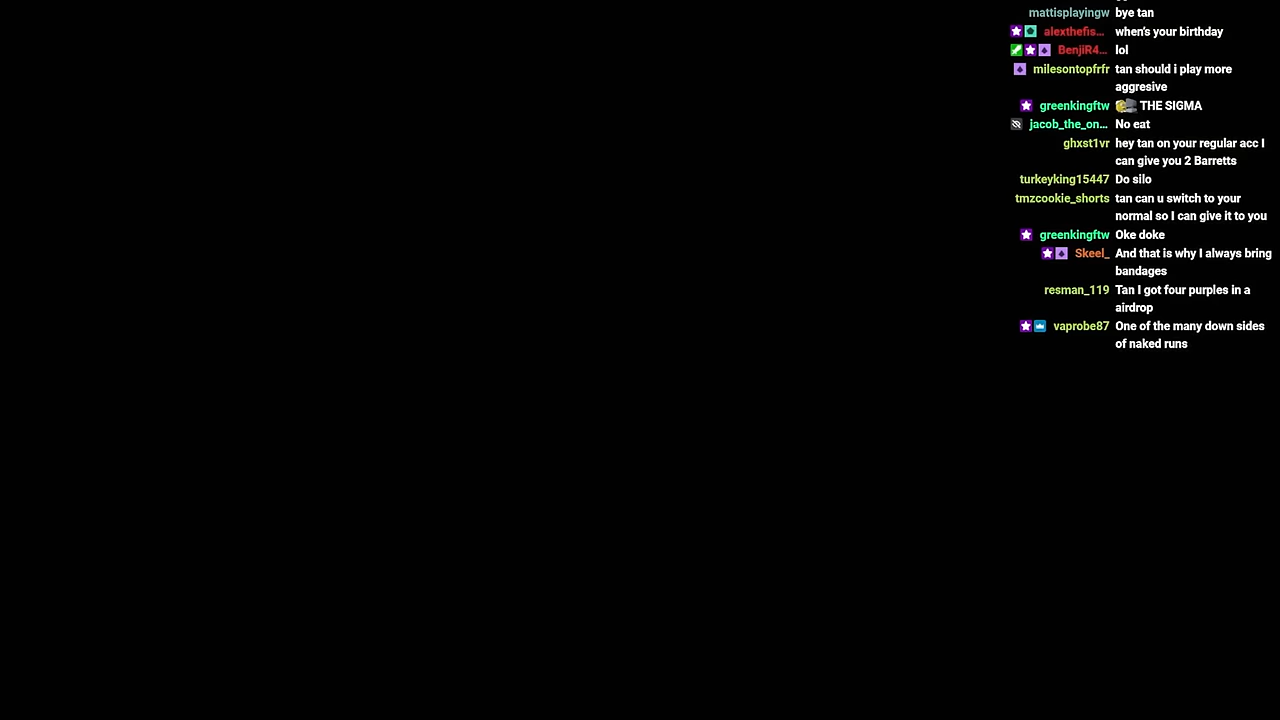 mattisplayingw bye tan
alexthefis... when's your birthday
BenjiR4... lol
milesontopfrfr tan should i play more
aggresive
greenkingftw THE SIGMA
jacob_the_on... No eat
ghxst1vr hey tan on your regular acc I
can give you 2 Barretts
turkeyking15447 Do silo
tmzcookie_shorts tan can u switch to your
normal so I can give it to you
greenkingftw Oke doke
Skeel_ And that is why I always bring
bandages
resman_119 Tan I got four purples in a
airdrop
vaprobe87 One of the many down sides
of naked runs